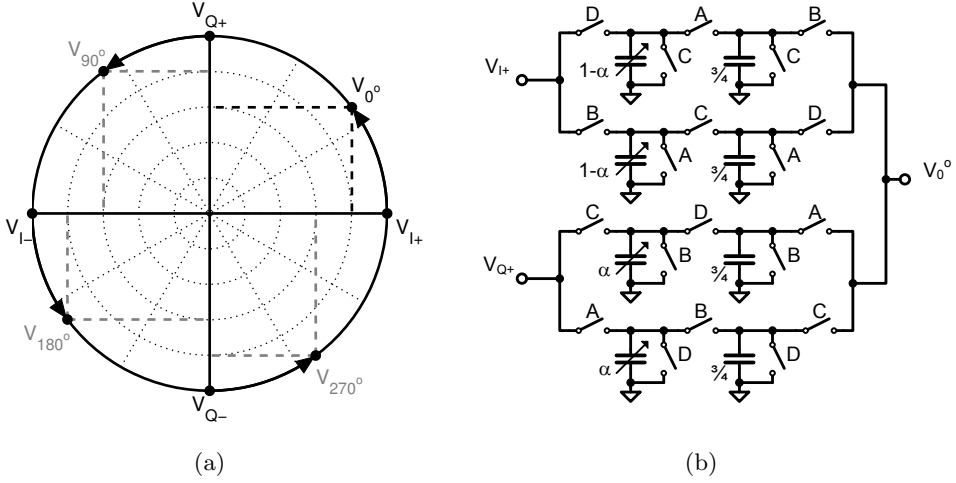 V_Q+
V_90°
V_0°
V_I−
V_I+
V_180°
V_270°
V_Q−
(a)
D A B
V_I+
1-α C ¾ C
B C D
1-α A ¾ A
V_0°
C D A
V_Q+
α B ¾ B
A B C
α D ¾ D
(b)